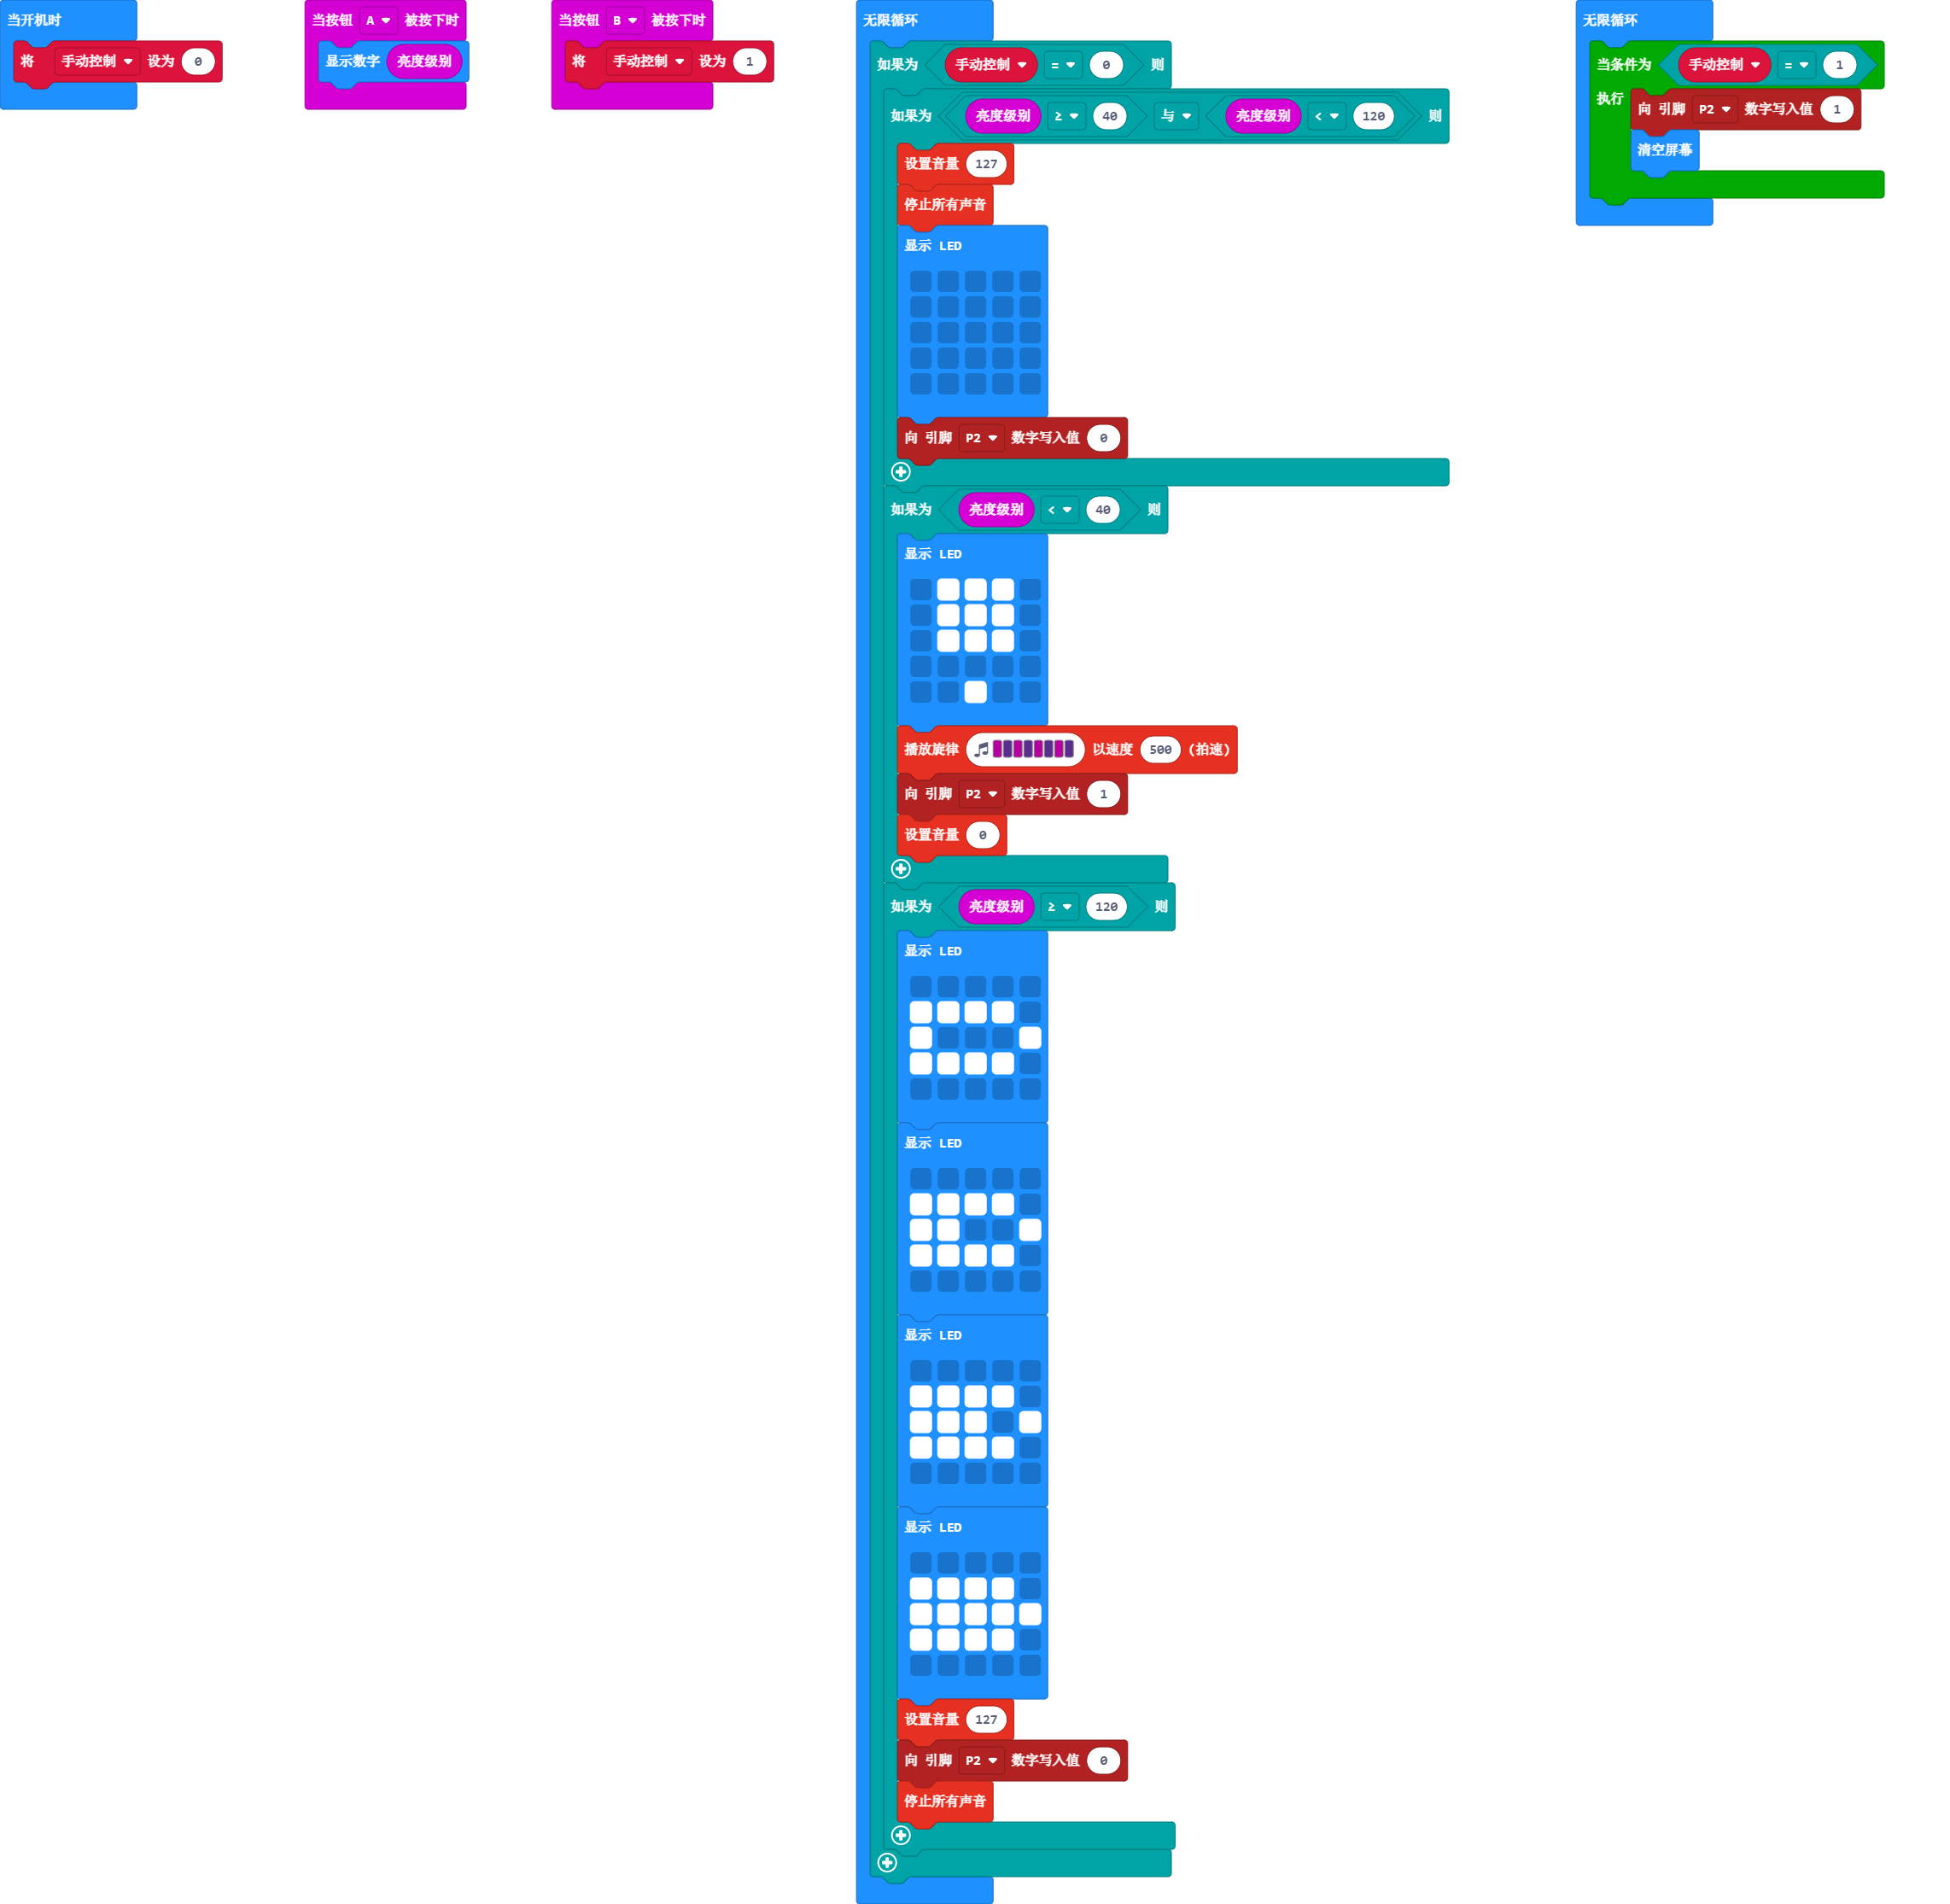 当开机时
将 手动控制 设为 0
当按钮 A 被按下时
显示数字 亮度级别
当按钮 B 被按下时
将 手动控制 设为 1
无限循环
如果为 手动控制 = 0 则
如果为 亮度级别 ≥ 40 与 亮度级别 < 120 则
设置音量 127
停止所有声音
显示 LED
向 引脚 P2 数字写入值 0
如果为 亮度级别 < 40 则
显示 LED
播放旋律 以速度 500 (拍速)
向 引脚 P2 数字写入值 1
设置音量 0
如果为 亮度级别 ≥ 120 则
显示 LED
显示 LED
显示 LED
显示 LED
设置音量 127
向 引脚 P2 数字写入值 0
停止所有声音
无限循环
当条件为 手动控制 = 1
执行 向 引脚 P2 数字写入值 1
清空屏幕